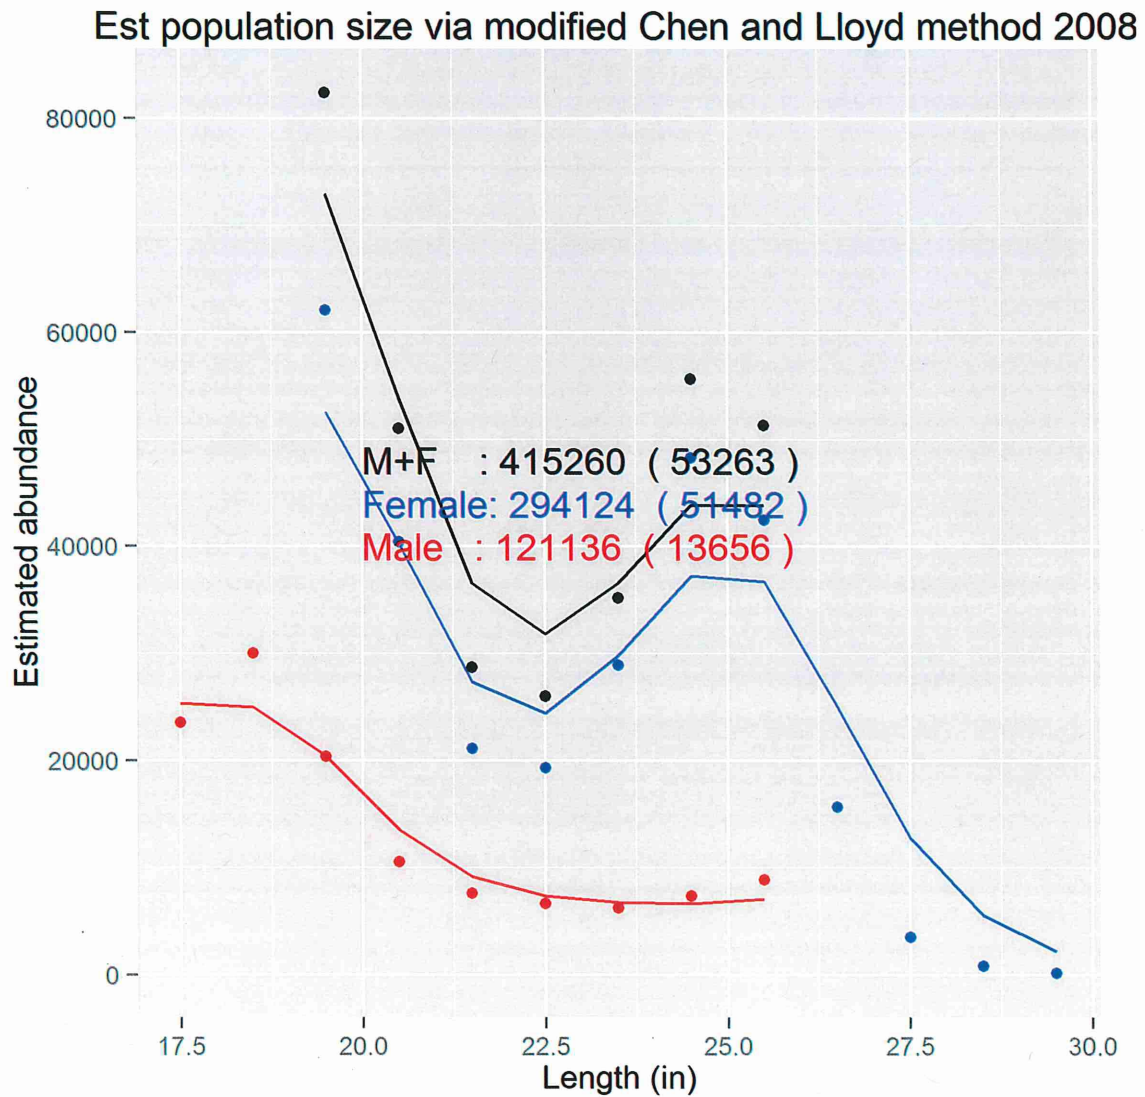 Est population size via modified Chen and Lloyd method 2008
80000
60000
40000
20000
0
Estimated abundance
M+F : 415260 ( 53263 )
Female: 294124 ( 51482 )
Male : 121136 ( 13656 )
17.5 20.0 22.5 25.0 27.5 30.0
Length (in)